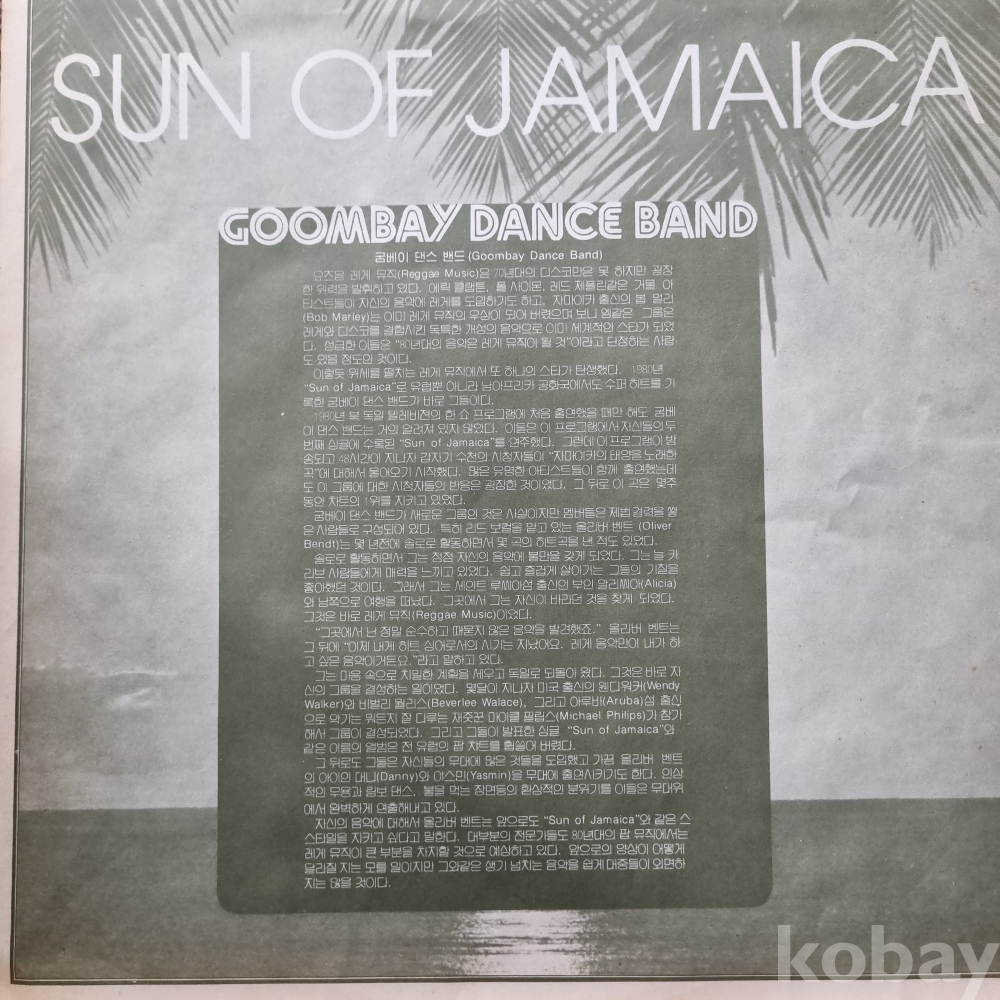 SUN OF JAMAICA
GOOMBAY DANCE BAND
굼베이 댄스 밴드 (Goombay Dance Band)
요즈음 레게 뮤직(Reggae Music)은 70년대의 디스코만은 못 하지만 굉장
한 위력을 발휘하고 있다. 에릭 클랩튼, 폴 사이몬, 레드 제플린같은 거물 아
티스트들이 자신의 음악에 레게를 도입하기도 하고, 자마이카 출신의 봅 말리
(Bob Marley)는 이미 레게 뮤직의 우상이 되어 버렸으며 보니 엠같은 그룹은
레게와 디스코를 결합시킨 독특한 개성의 음악으로 이미 세계적인 스타가 되었
다. 성급한 이들은 “80년대의 음악은 레게 뮤직이 될 것”이라고 단정하는 사람
도 있을 정도인 것이다.
이렇듯 위세를 떨치는 레게 뮤직에서 또 하나의 스타가 탄생했다. 1980년
“Sun of Jamaica”로 유럽뿐 아니라 남아프리카 공화국에서도 수퍼 히트를 기
록한 굼베이 댄스 밴드가 바로 그들이다.
1980년 북 독일 텔레비젼의 한 쇼 프로그램에 처음 출연했을 때만 해도 굼베
이 댄스 밴드는 거의 알려져 있지 않았다. 이들은 이 프로그램에서 자신들의 두
번째 싱글에 수록된 “Sun of Jamaica”를 연주했다. 그런데 이 프로그램이 방
송되고 48시간이 지나자 갑자기 수천의 시청자들이 “자마이카의 태양을 노래한
곡”에 대해서 물어오기 시작했다. 많은 유명한 아티스트들이 함께 출연했는데
도 이 그룹에 대한 시청자들의 반응은 굉장한 것이었다. 그 뒤로 이 곡은 몇주
동안 차트의 1위를 지키고 있었다.
굼베이 댄스 밴드가 새로운 그룹인 것은 사실이지만 멤버들은 제법 경력을 쌓
은 사람들로 구성되어 있다. 특히 리드 보컬을 맡고 있는 올리버 벤트 (Oliver
Bendt)는 몇 년전에 솔로로 활동하면서 몇 곡의 히트곡을 낸 적도 있었다.
솔로로 활동하면서 그는 점점 자신의 음악에 불만을 갖게 되었다. 그는 늘 카
리브 사람들에게 매력을 느끼고 있었다. 쉽고 즐겁게 살아가는 그들의 기질을
좋아했던 것이다. 그래서 그는 세인트 루씨아섬 출신의 부인 알리씨애(Alicia)
와 남쪽으로 여행을 떠났다. 그곳에서 그는 자신이 바라던 것을 찾게 되었다.
그것은 바로 레게 뮤직(Reggae Music)이었다.
“그곳에서 난 정말 순수하고 때묻지 않은 음악을 발견했죠.” 올리버 벤트는
그 뒤에 “이제 내게 히트 싱어로서의 시기는 지났어요. 레게 음악만이 내가 하
고 싶은 음악이거든요.”라고 말하고 있다.
그는 마음 속으로 치밀한 계획을 세우고 독일로 되돌아 왔다. 그것은 바로 자
신의 그룹을 결성하는 일이었다. 몇달이 지나자 미국 출신의 웬디워커(Wendy
Walker)와 비벌리 월리스(Beverlee Walace), 그리고 아루바(Aruba)섬 출신
으로 악기는 뭐든지 잘 다루는 재줏꾼 마이클 필립스(Michael Philips)가 참가
해서 그룹이 결성되었다. 그리고 그들이 발표한 싱글 “Sun of Jamaica”와
같은 이름의 앨범은 전 유럽의 팝 챠트를 휩쓸어 버렸다.
그 뒤로도 그들은 자신들의 무대에 많은 것들을 도입했고 가끔 올리버 벤트
의 아이인 대니(Danny)와 야스민(Yasmin)을 무대에 출연시키기도 한다. 인상
적인 무용과 림보 댄스, 불을 먹는 장면등의 환상적인 분위기를 이들은 무대위
에서 완벽하게 연출해내고 있다.
자신의 음악에 대해서 올리버 벤트는 앞으로도 “Sun of Jamaica”와 같은 스
스타일을 지키고 싶다고 말한다. 대부분의 전문가들도 80년대의 팝 뮤직에서는
레게 뮤직이 큰 부분을 차지할 것으로 예상하고 있다. 앞으로의 양상이 어떻게
달라질 지는 모를 일이지만 그와같은 생기 넘치는 음악을 쉽게 대중들이 외면하
지는 않을 것이다.
kobay